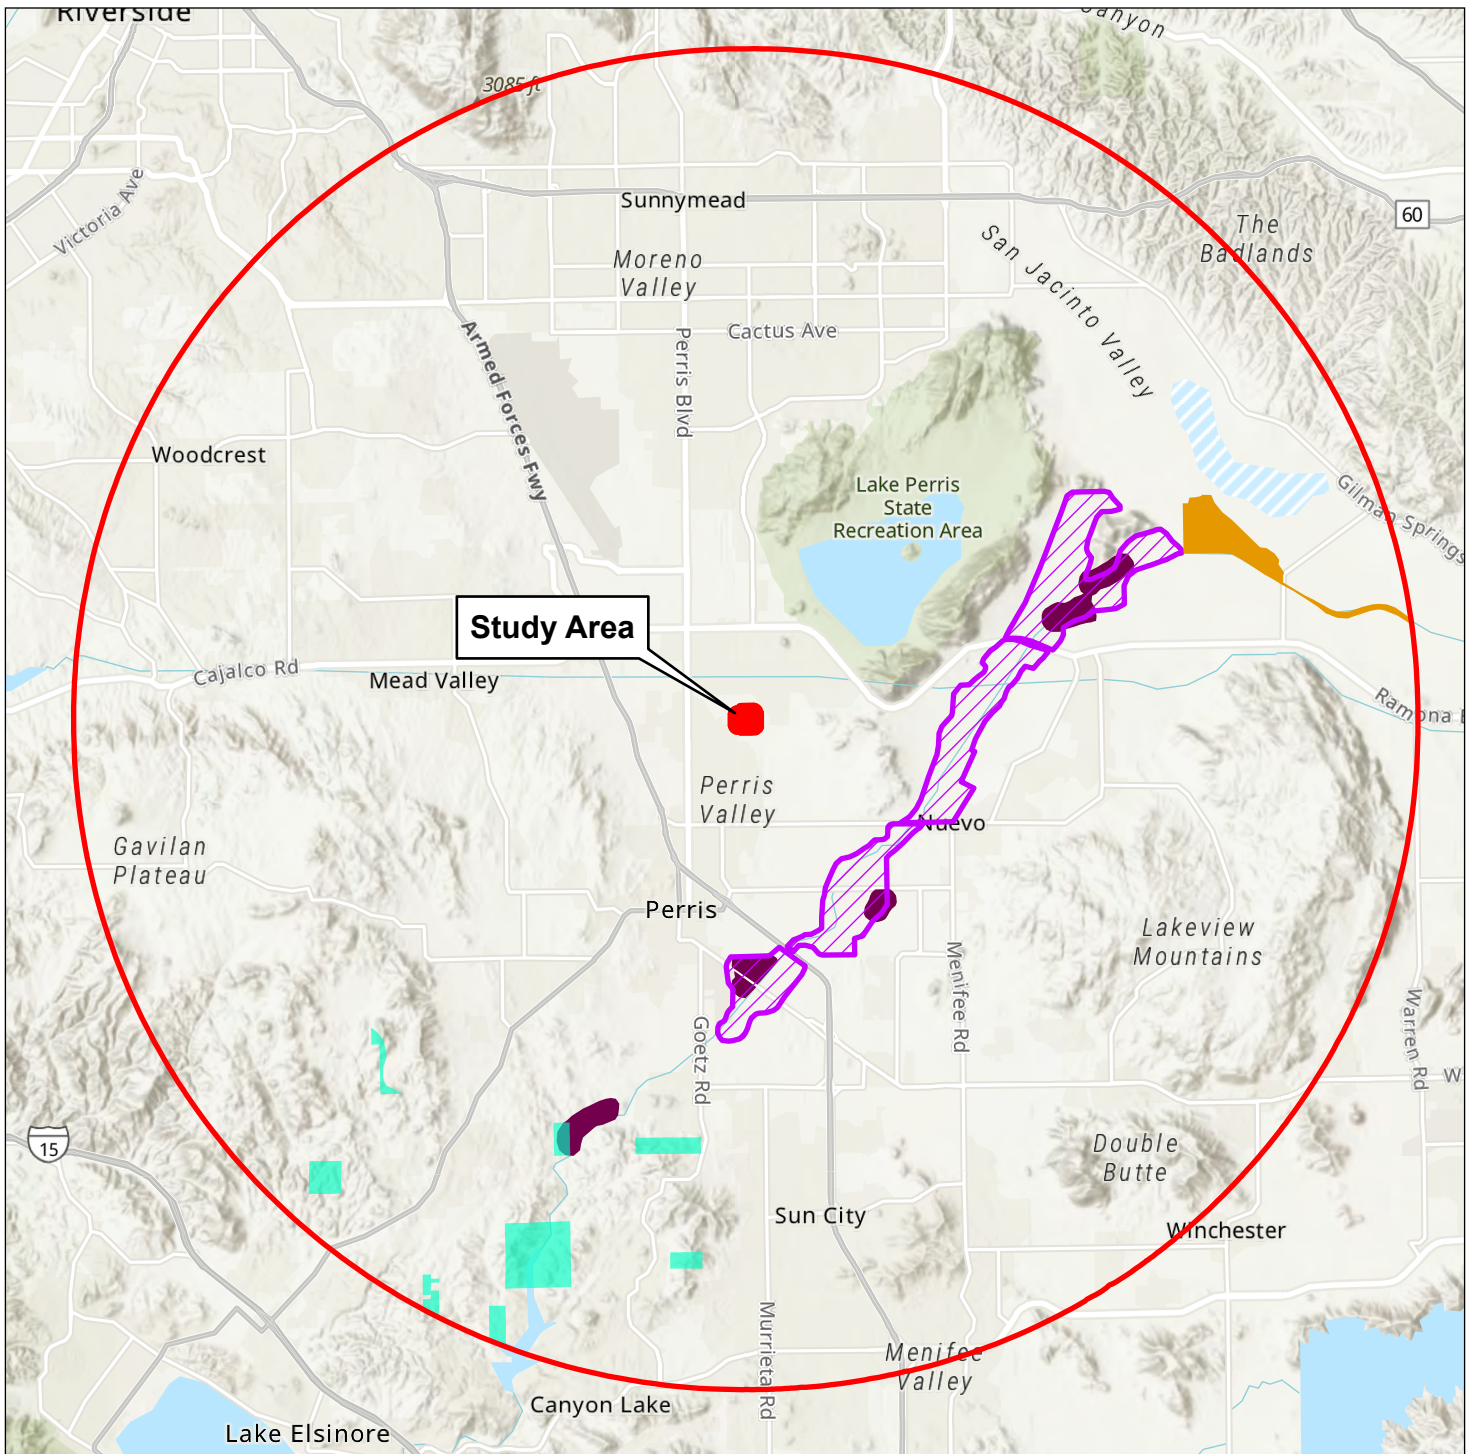 Riverside
Canyon
3085 ft
Victoria Ave
Sunnymead
60
The
Badlands
San Jacinto Valley
Moreno
Valley
Cactus Ave
Perris Blvd
Armed Forces Fwy
Woodcrest
Lake Perris
State
Recreation Area
Gilman Springs
Study Area
Cajalco Rd
Mead Valley
Ramona
Perris
Valley
Nuevo
Gavilan
Plateau
Perris
Lakeview
Mountains
Menifee Rd
Warren Rd
Goetz Rd
W
15
Double
Butte
Sun City
Winchester
Murrieta Rd
Menifee
Valley
Canyon Lake
Lake Elsinore